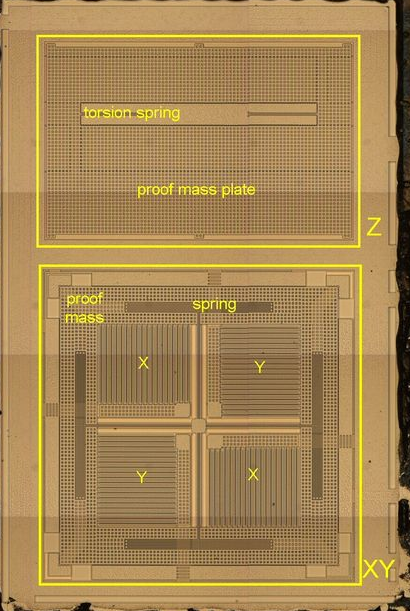 torsion spring
proof mass plate
Z
proof
mass
spring
X
Y
Y
X
XY